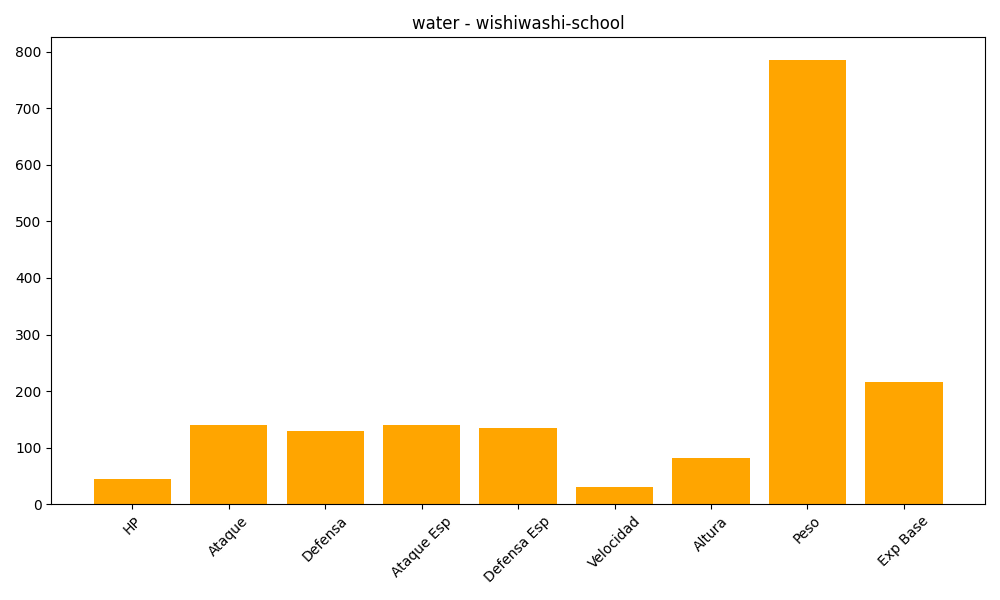 water - wishiwashi-school
800
700
600
500
400
300
200
100
0
HP
Ataque
Defensa
Ataque Esp
Defensa Esp
Velocidad
Altura
Peso
Exp Base